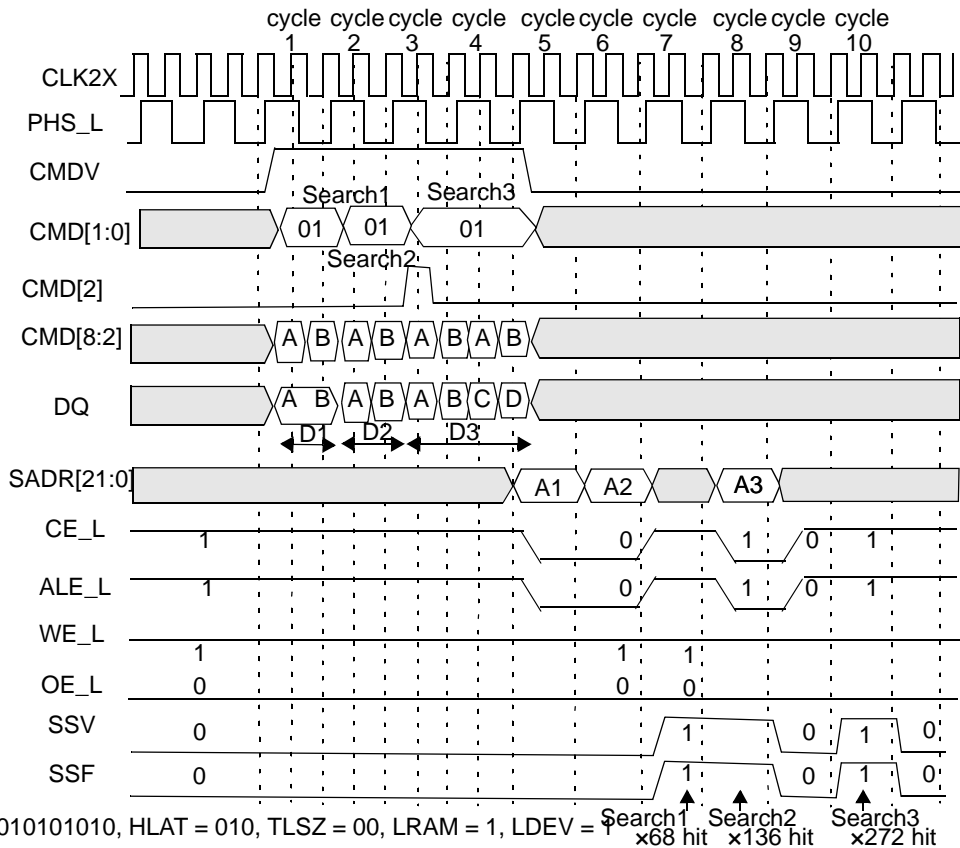 cycle cycle cycle cycle cycle cycle cycle cycle cycle cycle
1 2 3 4 5 6 7 8 9 10
CLK2X
PHS_L
CMDV
Search1 Search3
CMD[1:0] 01 01 01
Search2
CMD[2]
CMD[8:2] A B A B A B A B
DQ A B A B A B C D
D1 D2 D3
SADR[21:0] A1 A2 A3
CE_L 1 0 1 0 1
ALE_L 1 0 1 0 1
WE_L
1 1 1
OE_L 0 0 0
SSV 0 1 0 1 0
SSF 0 1 0 1 0
010101010, HLAT = 010, TLSZ = 00, LRAM = 1, LDEV = 1
Search1 Search2 Search3
×68 hit ×136 hit ×272 hit